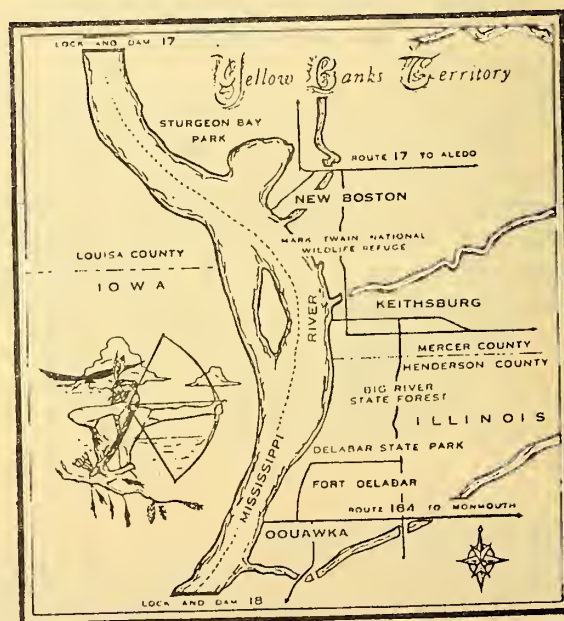 LOCK AND DAM 17
Yellow Banks Territory
STURGEON BAY
PARK
ROUTE 17 TO ALEDO
NEW BOSTON
MARK TWAIN NATIONAL
WILDLIFE REFUGE
LOUISA COUNTY
IOWA
RIVER
KEITHSBURG
MERCER COUNTY
HENDERSON COUNTY
BIG RIVER
STATE FOREST
ILLINOIS
DELABAR STATE PARK
FORT DELABAR
MISSISSIPPI
ROUTE 164 TO MONMOUTH
OQUAWKA
LOCK AND DAM 18